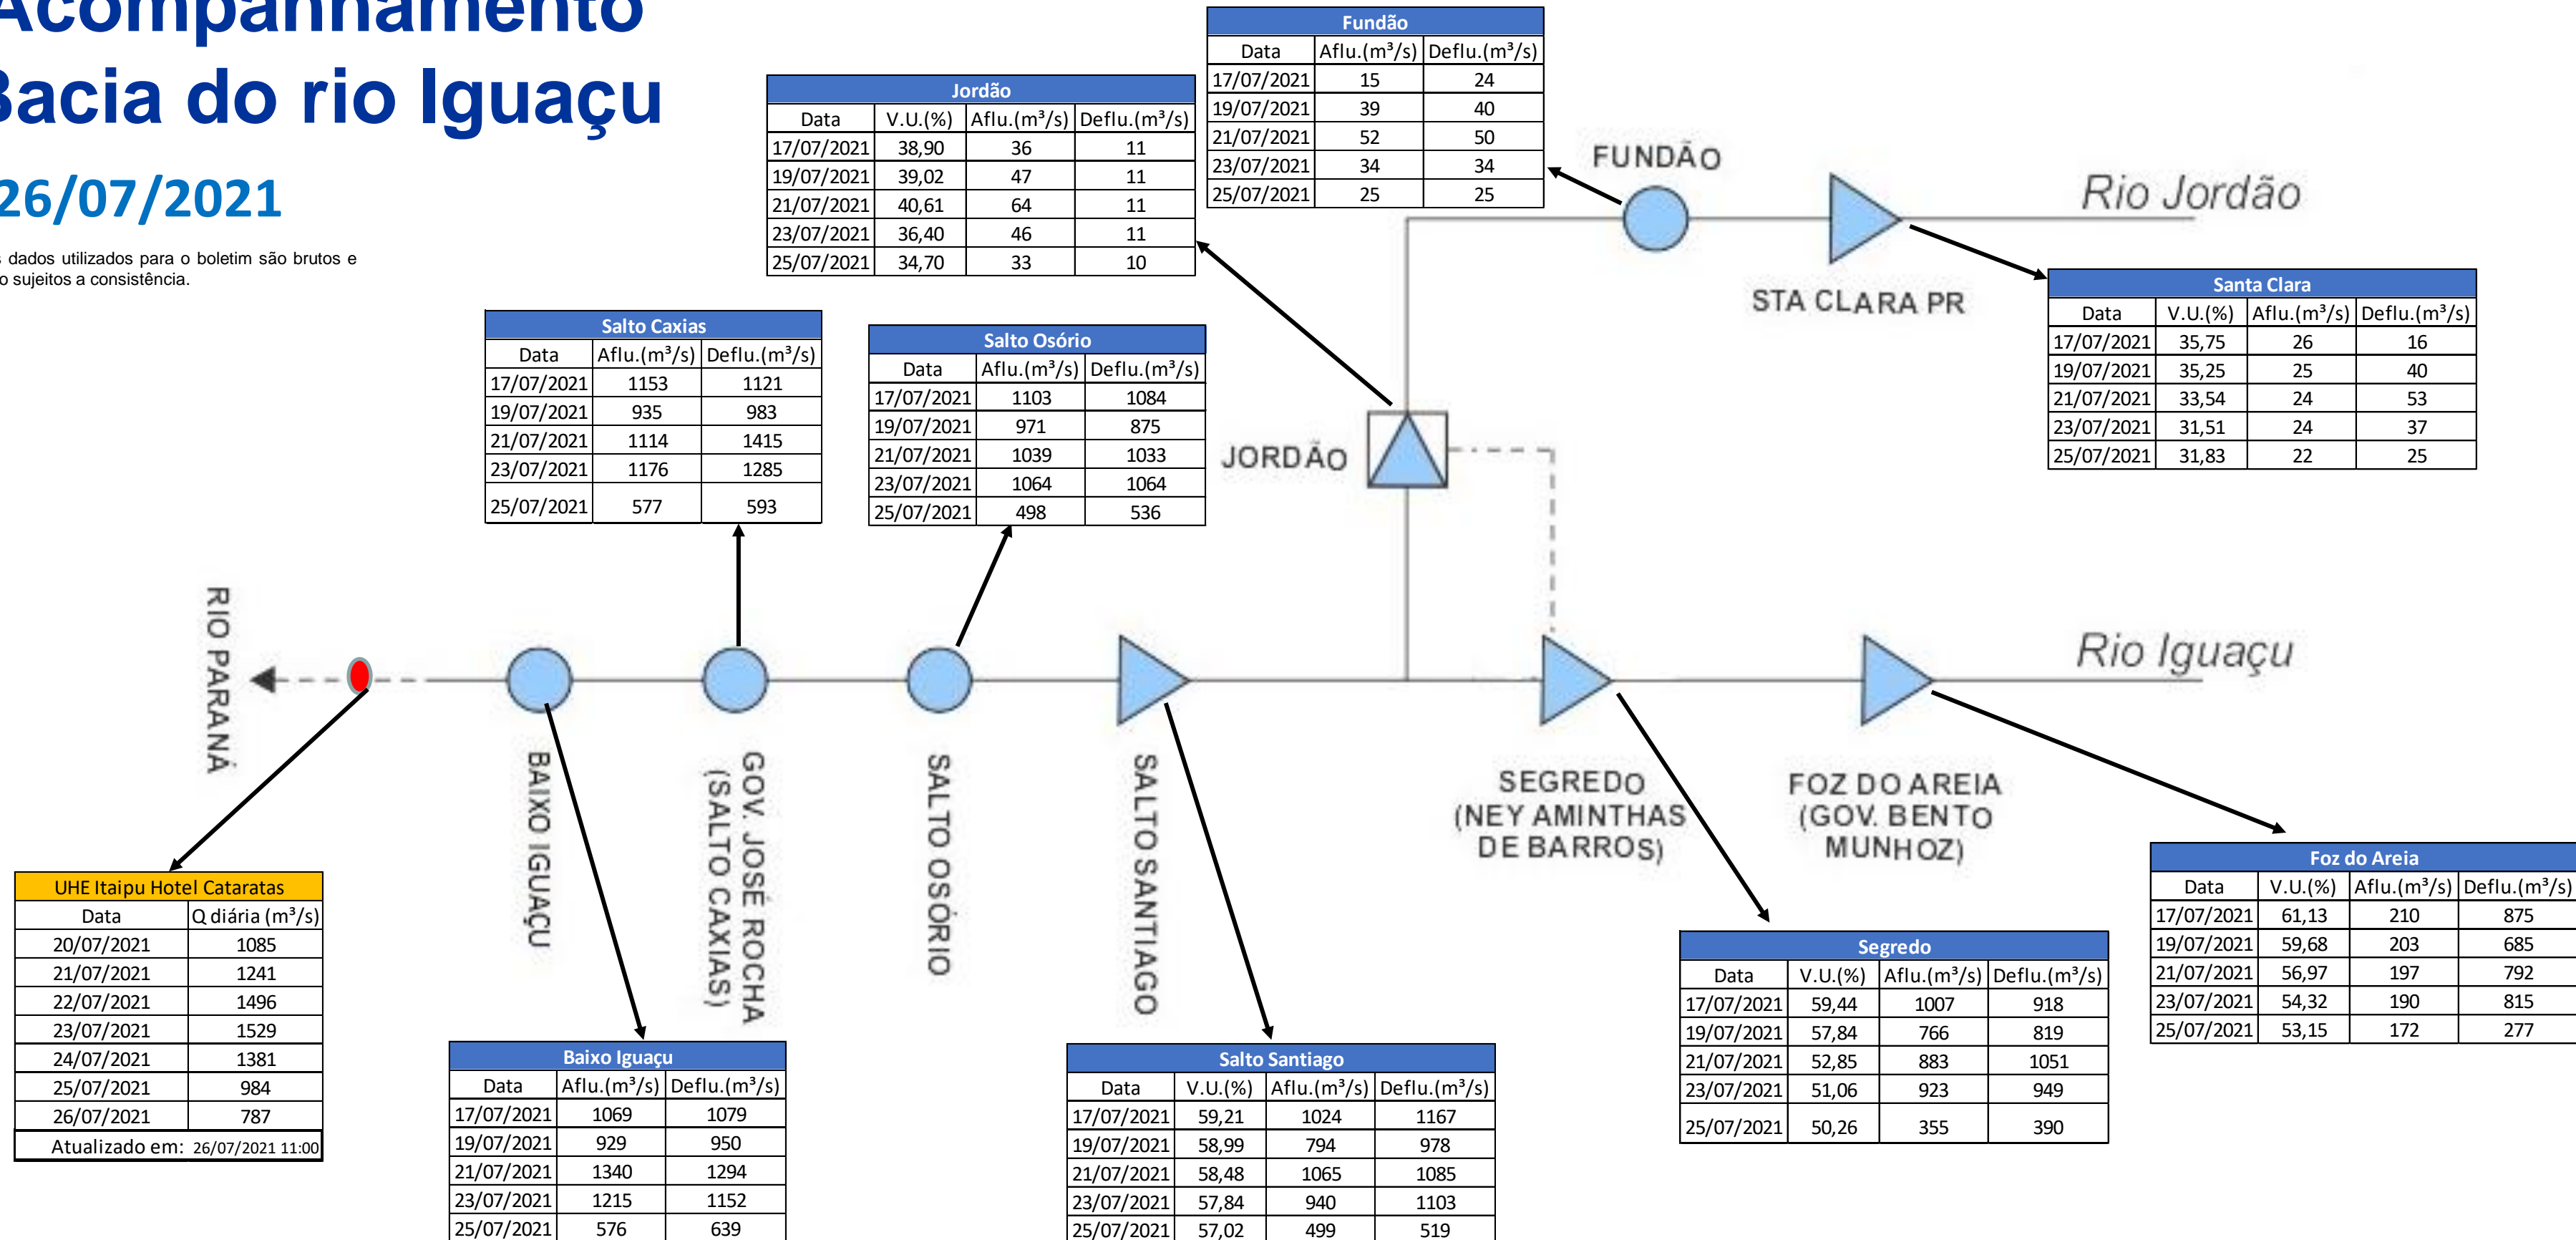 Acompanhamento
Bacia do rio Iguaçu
26/07/2021
dados utilizados para o boletim são brutos e
sujeitos a consistência.
Fundão
Data Aflu.(m³/s) Deflu.(m³/s)
17/07/2021 15 24
19/07/2021 39 40
21/07/2021 52 50
23/07/2021 34 34
25/07/2021 25 25
Jordão
Data V.U.(%) Aflu.(m³/s) Deflu.(m³/s)
17/07/2021 38,90 36 11
19/07/2021 39,02 47 11
21/07/2021 40,61 64 11
23/07/2021 36,40 46 11
25/07/2021 34,70 33 10
FUNDÃO
Rio Jordão
STA CLARA PR
Santa Clara
Data V.U.(%) Aflu.(m³/s) Deflu.(m³/s)
17/07/2021 35,75 26 16
19/07/2021 35,25 25 40
21/07/2021 33,54 24 53
23/07/2021 31,51 24 37
25/07/2021 31,83 22 25
Salto Caxias
Data Aflu.(m³/s) Deflu.(m³/s)
17/07/2021 1153 1121
19/07/2021 935 983
21/07/2021 1114 1415
23/07/2021 1176 1285
25/07/2021 577 593
Salto Osório
Data Aflu.(m³/s) Deflu.(m³/s)
17/07/2021 1103 1084
19/07/2021 971 875
21/07/2021 1039 1033
23/07/2021 1064 1064
25/07/2021 498 536
JORDÃO
RIO PARANÁ
Rio Iguaçu
BAIXO IGUAÇU
GOV. JOSÉ ROCHA
(SALTO CAXIAS)
SALTO OSÓRIO
SALTO SANTIAGO
SEGREDO
(NEY AMINTHAS
DE BARROS)
FOZ DO AREIA
(GOV. BENTO
MUNHOZ)
UHE Itaipu Hotel Cataratas
Data Q diária (m³/s)
20/07/2021 1085
21/07/2021 1241
22/07/2021 1496
23/07/2021 1529
24/07/2021 1381
25/07/2021 984
26/07/2021 787
Atualizado em: 26/07/2021 11:00
Baixo Iguaçu
Data Aflu.(m³/s) Deflu.(m³/s)
17/07/2021 1069 1079
19/07/2021 929 950
21/07/2021 1340 1294
23/07/2021 1215 1152
25/07/2021 576 639
Salto Santiago
Data V.U.(%) Aflu.(m³/s) Deflu.(m³/s)
17/07/2021 59,21 1024 1167
19/07/2021 58,99 794 978
21/07/2021 58,48 1065 1085
23/07/2021 57,84 940 1103
25/07/2021 57,02 499 519
Segredo
Data V.U.(%) Aflu.(m³/s) Deflu.(m³/s)
17/07/2021 59,44 1007 918
19/07/2021 57,84 766 819
21/07/2021 52,85 883 1051
23/07/2021 51,06 923 949
25/07/2021 50,26 355 390
Foz do Areia
Data V.U.(%) Aflu.(m³/s) Deflu.(m³/s)
17/07/2021 61,13 210 875
19/07/2021 59,68 203 685
21/07/2021 56,97 197 792
23/07/2021 54,32 190 815
25/07/2021 53,15 172 277